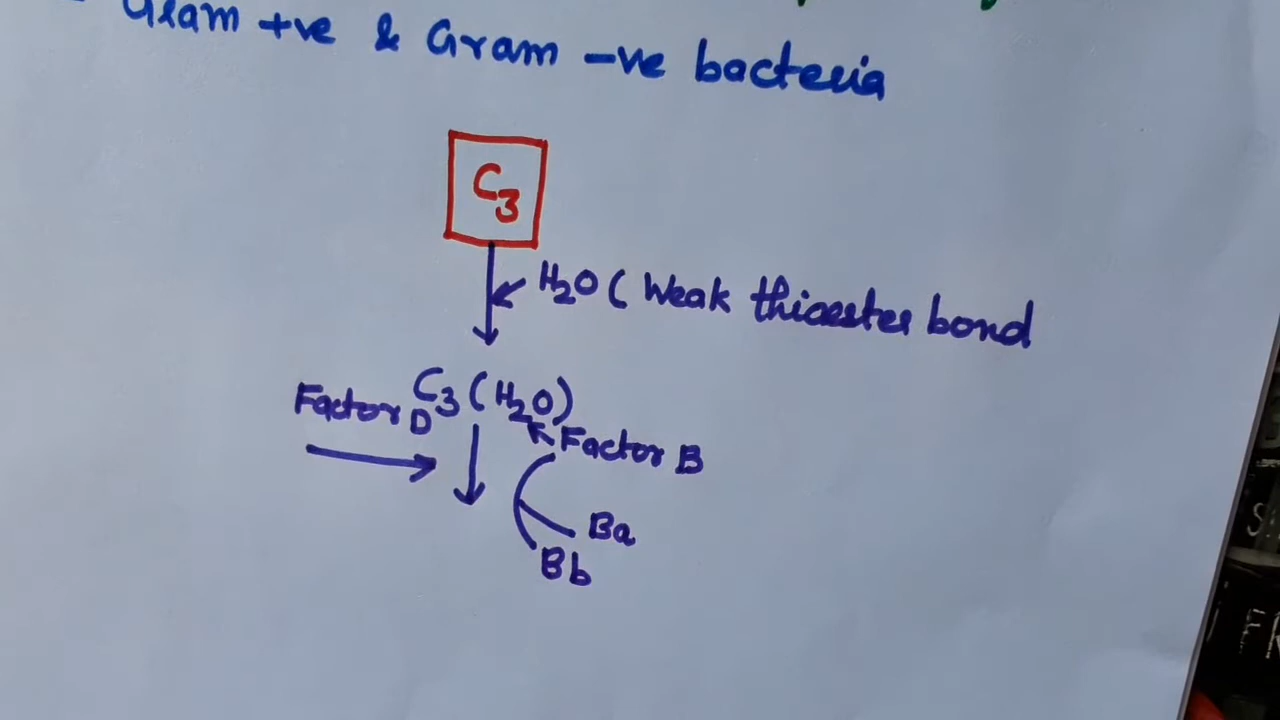 Gram +ve & Gram -ve bacteria
C3
H2O ( Weak thioester bond
C3 (H2O)
Factor D
Factor B
Ba
Bb